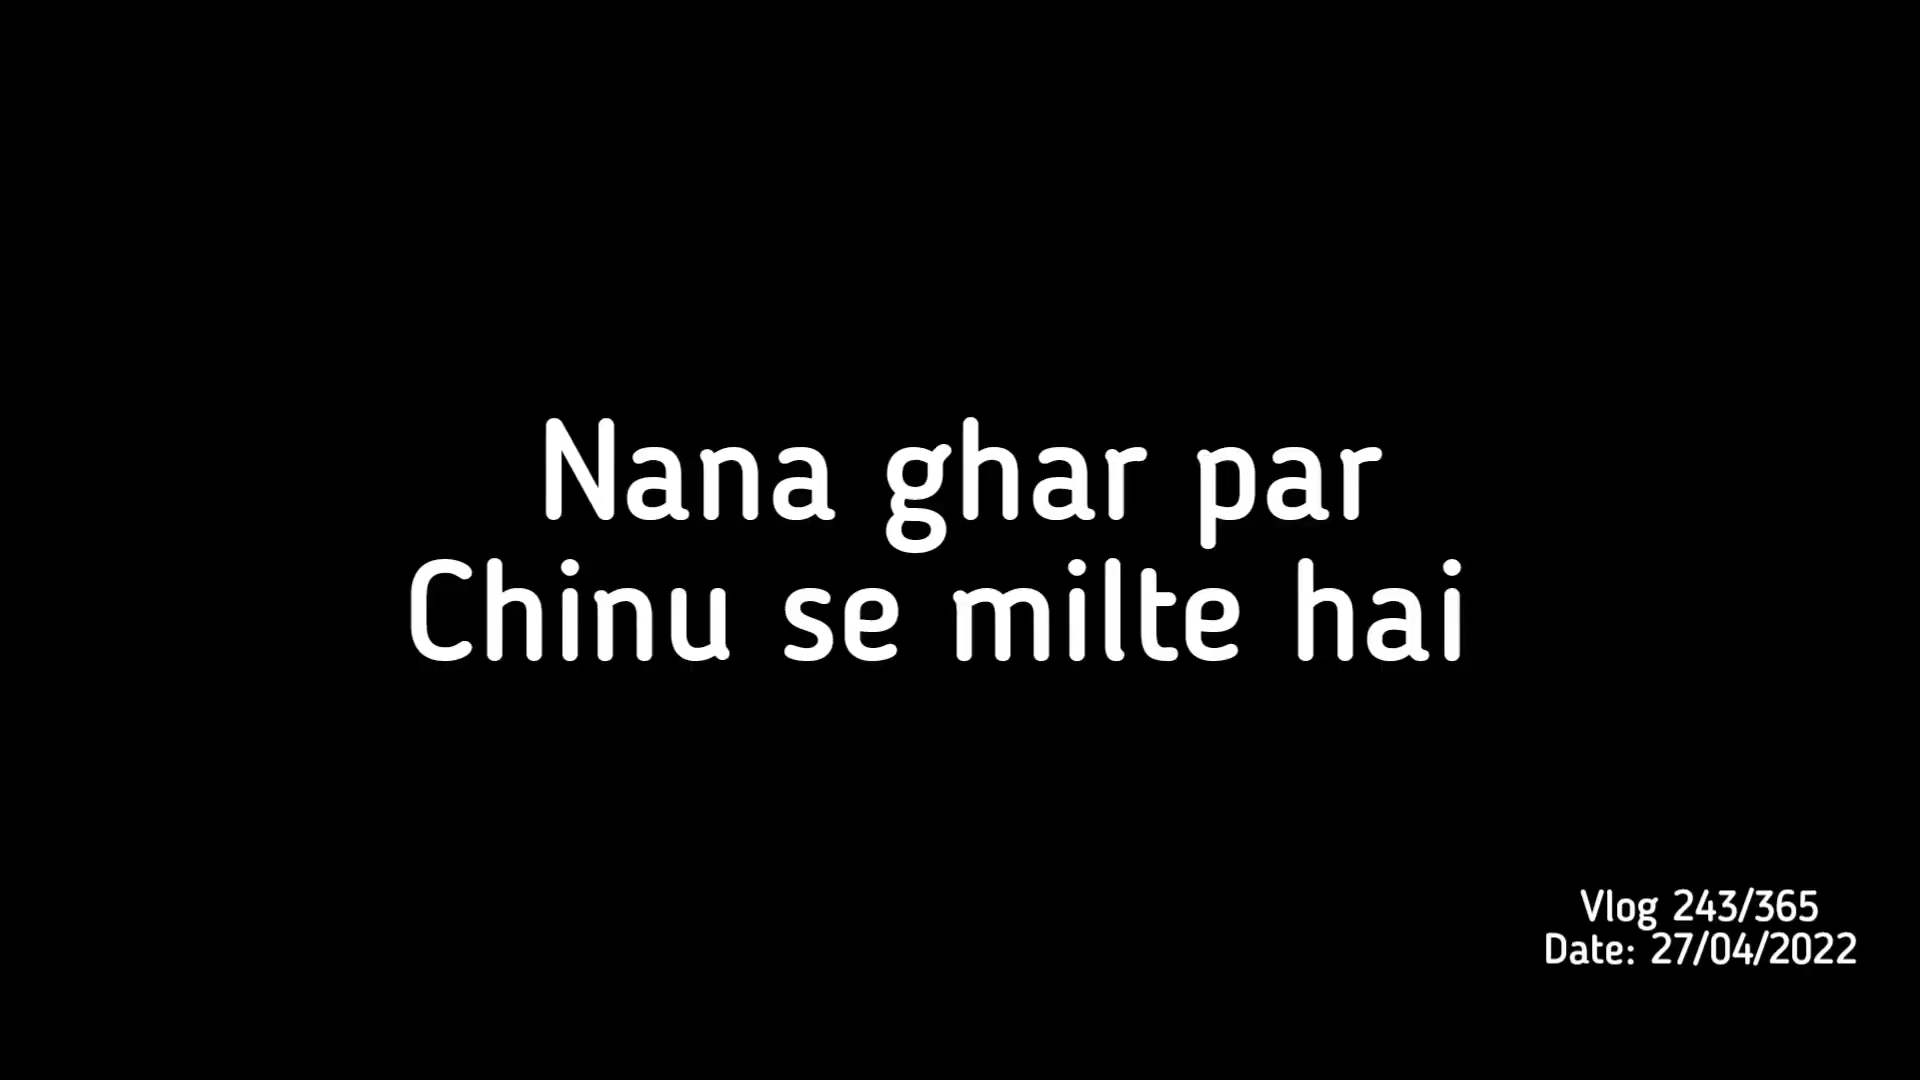 Nana ghar par
Chinu se milte hai
Vlog 243/365
Date: 27/04/2022